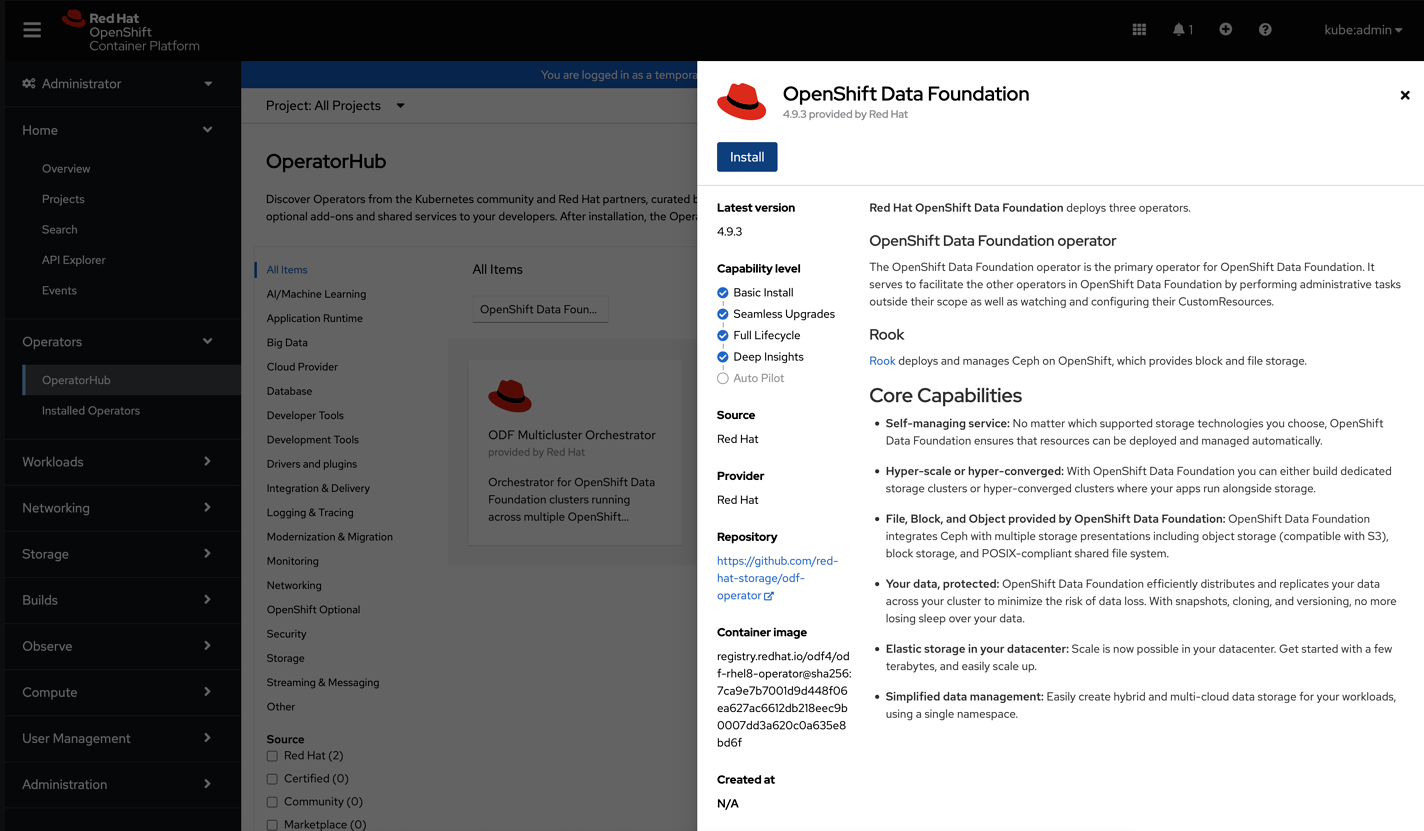 Red Hat
OpenShift
Container Platform
1
kube:admin
Administrator
Home
Overview
Projects
Search
API Explorer
Events
Operators
OperatorHub
Installed Operators
Workloads
Networking
Storage
Builds
Observe
Compute
User Management
Administration
You are logged in as a tempora
Project: All Projects
OperatorHub
Discover Operators from the Kubernetes community and Red Hat partners, curated b
optional add-ons and shared services to your developers. After installation, the Opera
All Items
AI/Machine Learning
Application Runtime
Big Data
Cloud Provider
Database
Developer Tools
Development Tools
Drivers and plugins
Integration & Delivery
Logging & Tracing
Modernization & Migration
Monitoring
Networking
OpenShift Optional
Security
Storage
Streaming & Messaging
Other
Source
Red Hat (2)
Certified (0)
Community (0)
Marketplace (0)
All Items
OpenShift Data Foun...
ODF Multicluster Orchestrator
provided by Red Hat
Orchestrator for OpenShift Data
Foundation clusters running
across multiple OpenShift...
OpenShift Data Foundation
4.9.3 provided by Red Hat
Install
Latest version
4.9.3
Capability level
Basic Install
Seamless Upgrades
Full Lifecycle
Deep Insights
Auto Pilot
Source
Red Hat
Provider
Red Hat
Repository
https://github.com/red-
hat-storage/odf-
operator
Container image
registry.redhat.io/odf4/od
f-rhel8-operator@sha256:
7ca9e7b7001d9d448f06
ea627ac6612db218eec9b
0007dd3a620c0a635e8
bd6f
Created at
N/A
Red Hat OpenShift Data Foundation deploys three operators.
OpenShift Data Foundation operator
The OpenShift Data Foundation operator is the primary operator for OpenShift Data Foundation. It
serves to facilitate the other operators in OpenShift Data Foundation by performing administrative tasks
outside their scope as well as watching and configuring their CustomResources.
Rook
Rook deploys and manages Ceph on OpenShift, which provides block and file storage.
Core Capabilities
• Self-managing service: No matter which supported storage technologies you choose, OpenShift
Data Foundation ensures that resources can be deployed and managed automatically.
• Hyper-scale or hyper-converged: With OpenShift Data Foundation you can either build dedicated
storage clusters or hyper-converged clusters where your apps run alongside storage.
• File, Block, and Object provided by OpenShift Data Foundation: OpenShift Data Foundation
integrates Ceph with multiple storage presentations including object storage (compatible with S3),
block storage, and POSIX-compliant shared file system.
• Your data, protected: OpenShift Data Foundation efficiently distributes and replicates your data
across your cluster to minimize the risk of data loss. With snapshots, cloning, and versioning, no more
losing sleep over your data.
• Elastic storage in your datacenter: Scale is now possible in your datacenter. Get started with a few
terabytes, and easily scale up.
• Simplified data management: Easily create hybrid and multi-cloud data storage for your workloads,
using a single namespace.